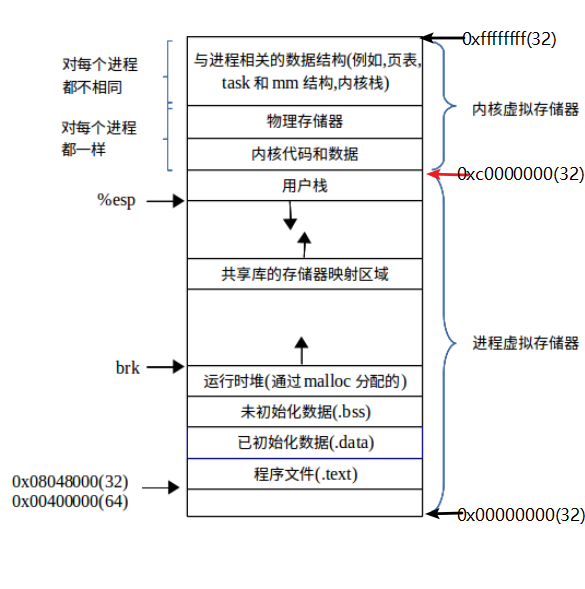 0xffffffff(32)
对每个进程
都不相同
与进程相关的数据结构(例如,页表,
task 和 mm 结构,内核栈)
内核虚拟存储器
对每个进程
都一样
物理存储器
内核代码和数据
0xc0000000(32)
用户栈
%esp
共享库的存储器映射区域
进程虚拟存储器
brk
运行时堆(通过 malloc 分配的)
未初始化数据(.bss)
已初始化数据(.data)
程序文件(.text)
0x08048000(32)
0x00400000(64)
0x00000000(32)